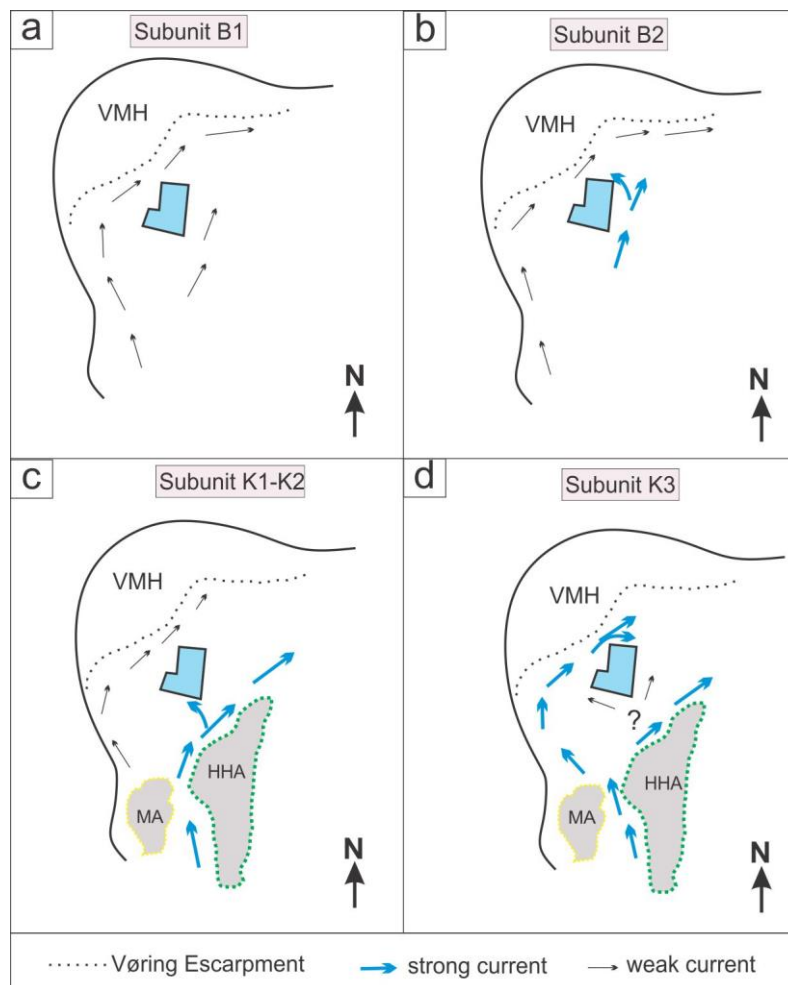 a
Subunit B1
VMH
N
b
Subunit B2
VMH
N
c
Subunit K1-K2
VMH
HHA
MA
N
d
Subunit K3
VMH
?
HHA
MA
N
Vøring Escarpment
strong current
weak current